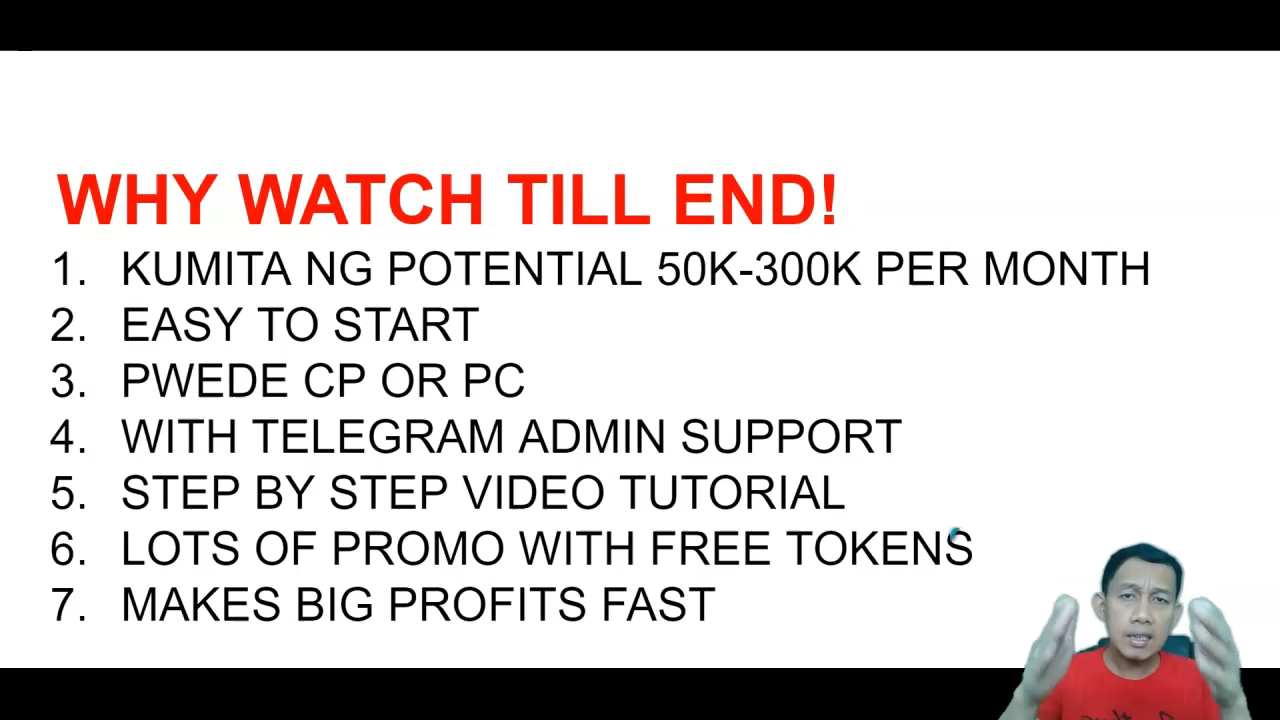 WHY WATCH TILL END!
1. KUMITA NG POTENTIAL 50K-300K PER MONTH
2. EASY TO START
3. PWEDE CP OR PC
4. WITH TELEGRAM ADMIN SUPPORT
5. STEP BY STEP VIDEO TUTORIAL
6. LOTS OF PROMO WITH FREE TOKENS
7. MAKES BIG PROFITS FAST